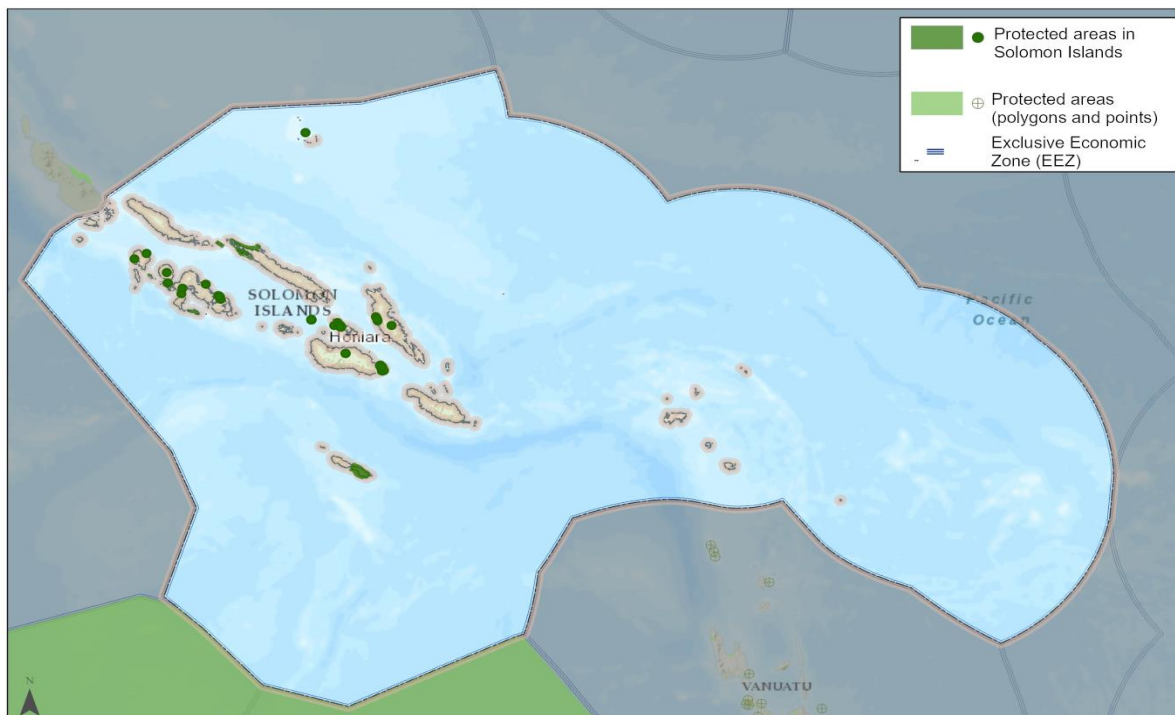 Protected areas in
Solomon Islands
Protected areas
(polygons and points)
Exclusive Economic
Zone (EEZ)
Pacific
Ocean
SOLOMON
ISLANDS
Honiara
VANUATU
N